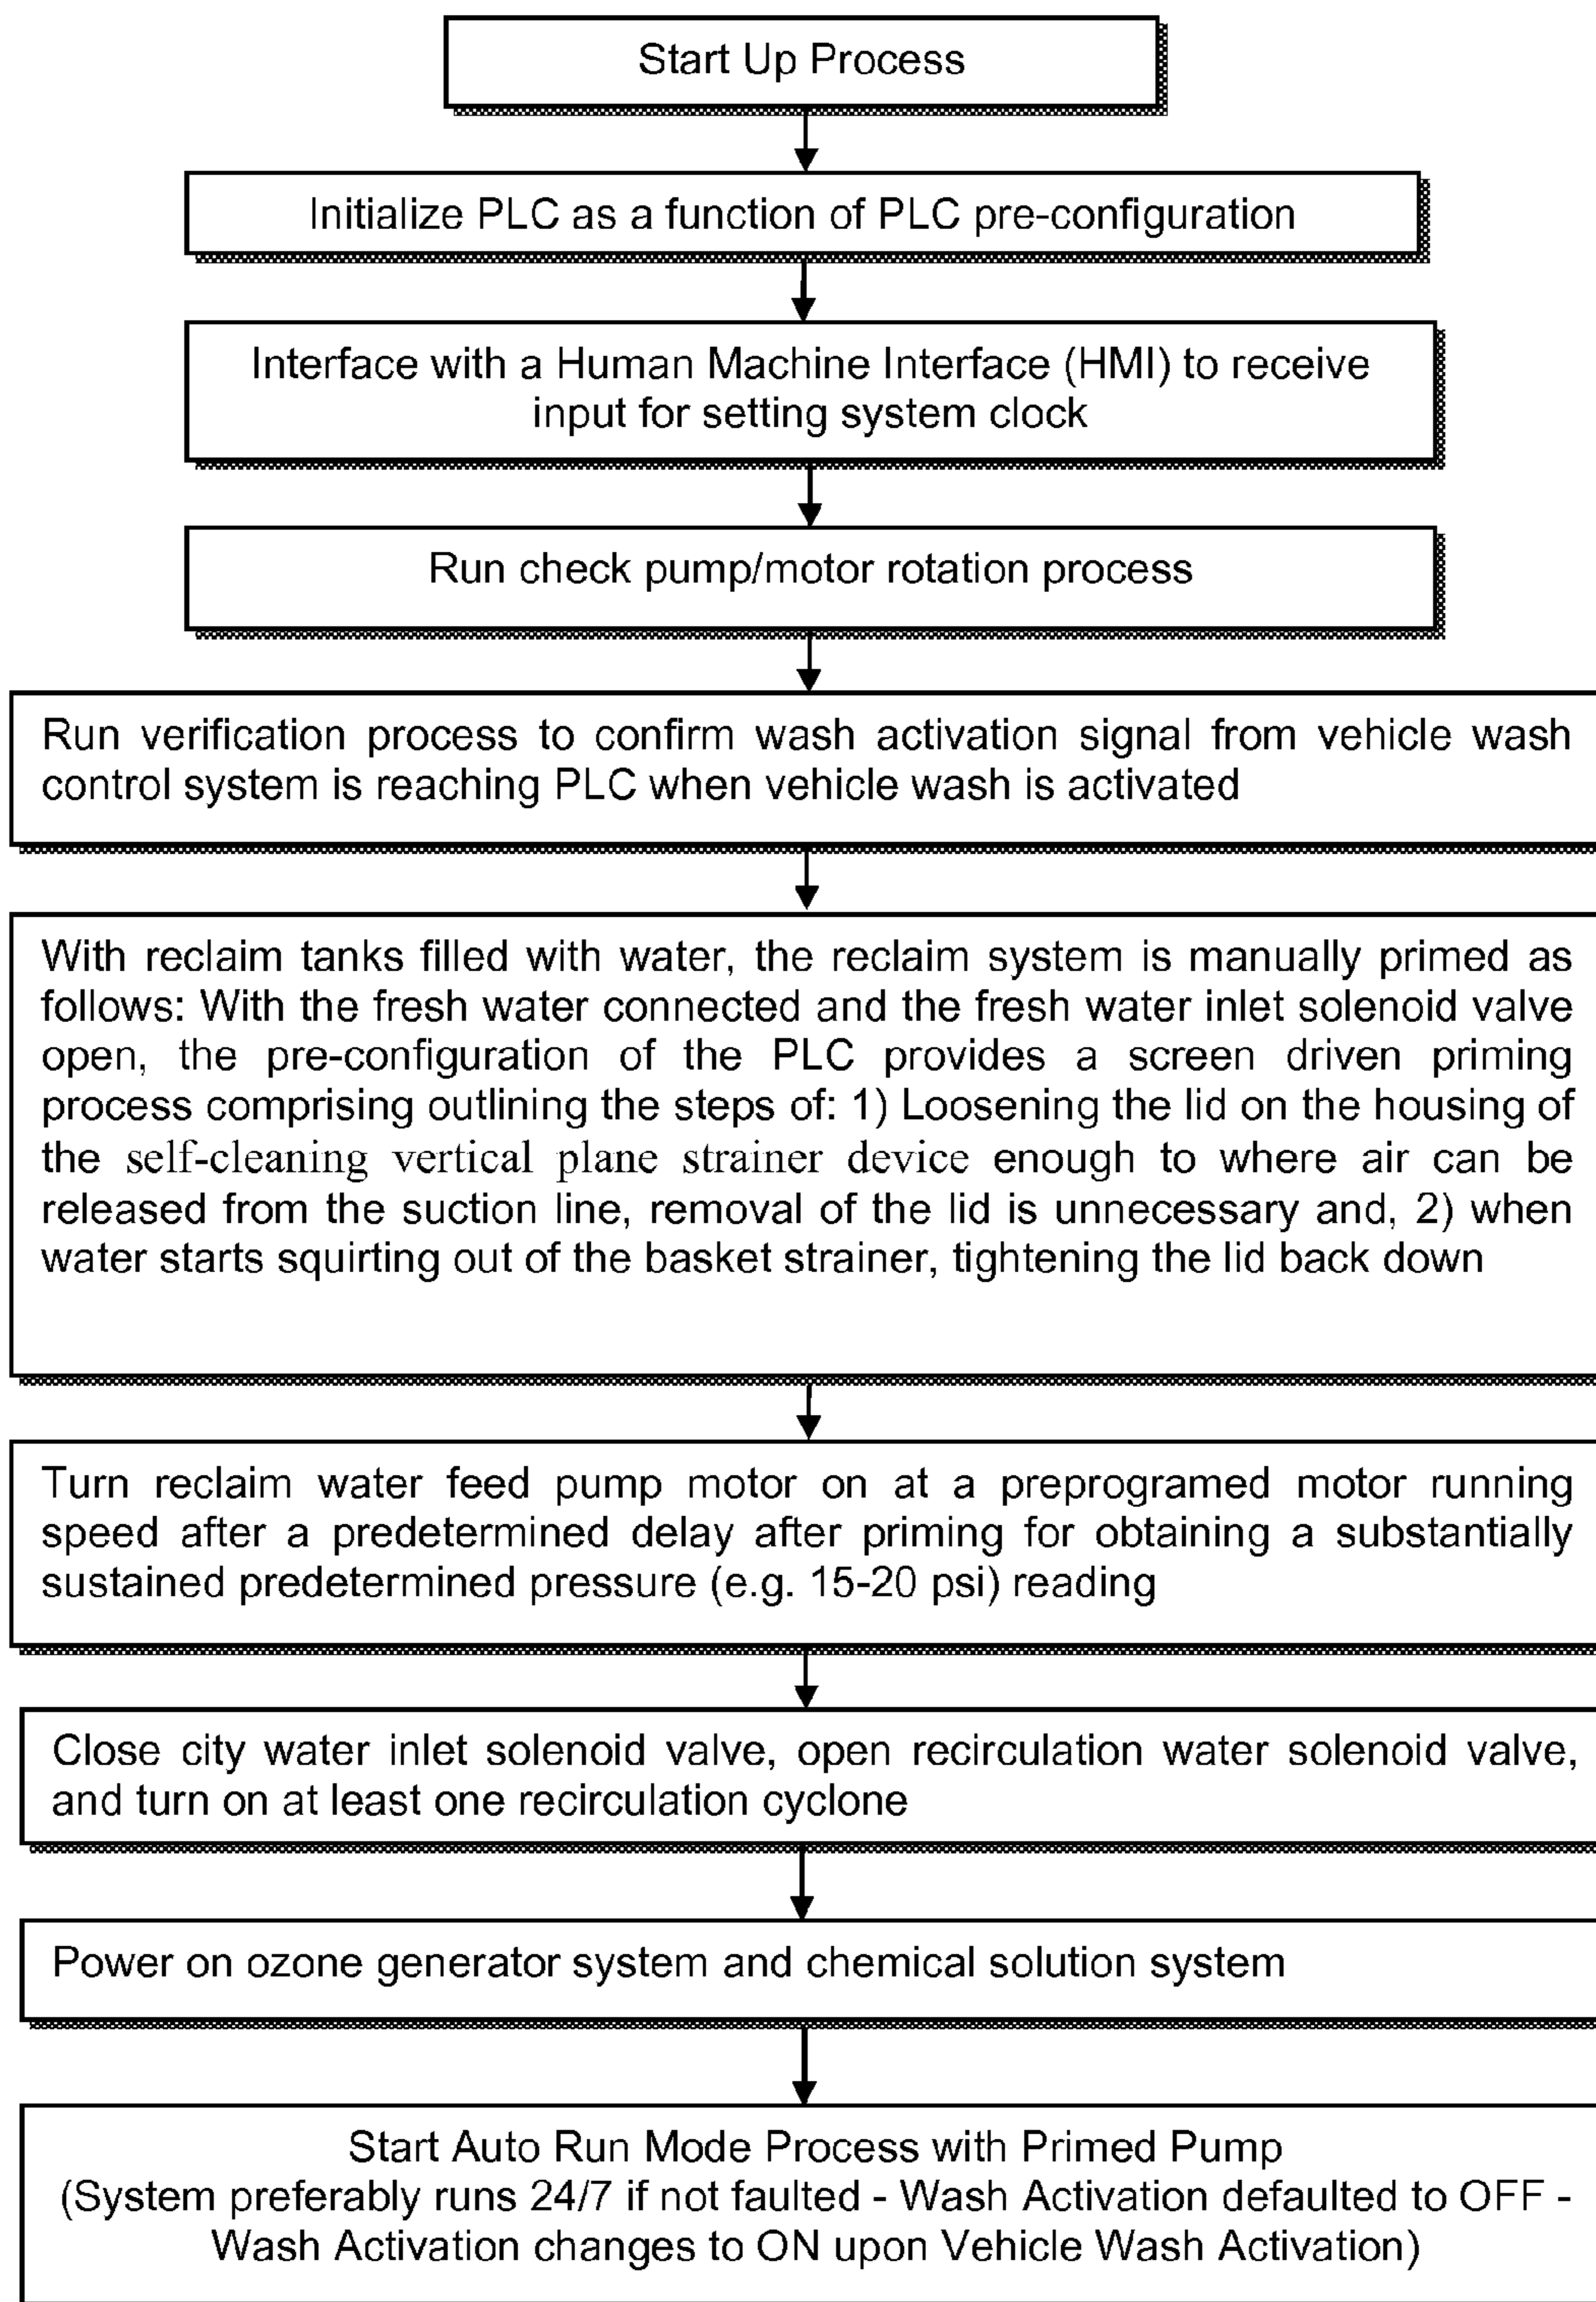 Start Up Process
Initialize PLC as a function of PLC pre-configuration
Interface with a Human Machine Interface (HMI) to receive
input for setting system clock
Run check pump/motor rotation process
Run verification process to confirm wash activation signal from vehicle wash
control system is reaching PLC when vehicle wash is activated
With reclaim tanks filled with water, the reclaim system is manually primed as
follows: With the fresh water connected and the fresh water inlet solenoid valve
open, the pre-configuration of the PLC provides a screen driven priming
process comprising outlining the steps of: 1) Loosening the lid on the housing of
the self-cleaning vertical plane strainer device enough to where air can be
released from the suction line, removal of the lid is unnecessary and, 2) when
water starts squirting out of the basket strainer, tightening the lid back down
Turn reclaim water feed pump motor on at a preprogramed motor running
speed after a predetermined delay after priming for obtaining a substantially
sustained predetermined pressure (e.g. 15-20 psi) reading
Close city water inlet solenoid valve, open recirculation water solenoid valve,
and turn on at least one recirculation cyclone
Power on ozone generator system and chemical solution system
Start Auto Run Mode Process with Primed Pump
(System preferably runs 24/7 if not faulted - Wash Activation defaulted to OFF -
Wash Activation changes to ON upon Vehicle Wash Activation)